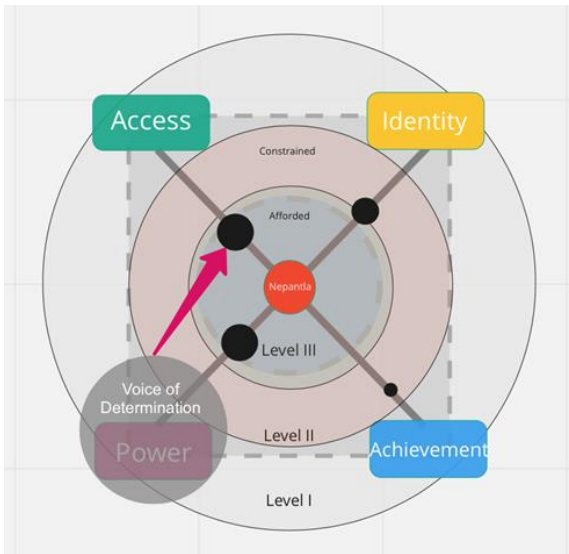 Access
Identity
Constrained
Afforded
Nepantla
Level III
Voice of
Determination
Power
Level II
Achievement
Level I